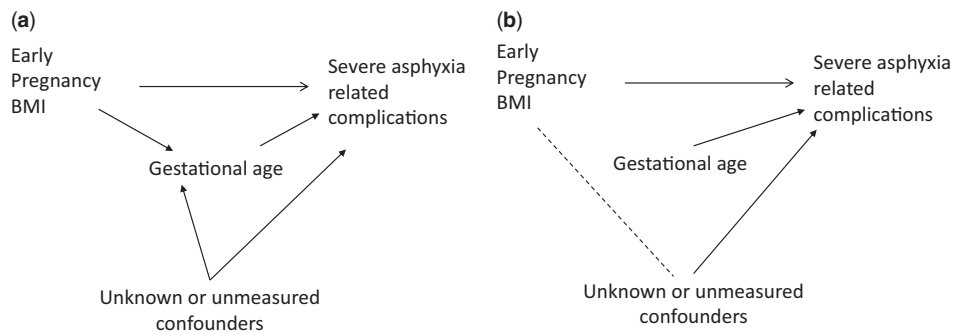 (a)
Early
Pregnancy
BMI
Severe asphyxia
related
complications
Gestational age
Unknown or unmeasured
confounders
(b)
Early
Pregnancy
BMI
Severe asphyxia
related
complications
Gestational age
Unknown or unmeasured
confounders